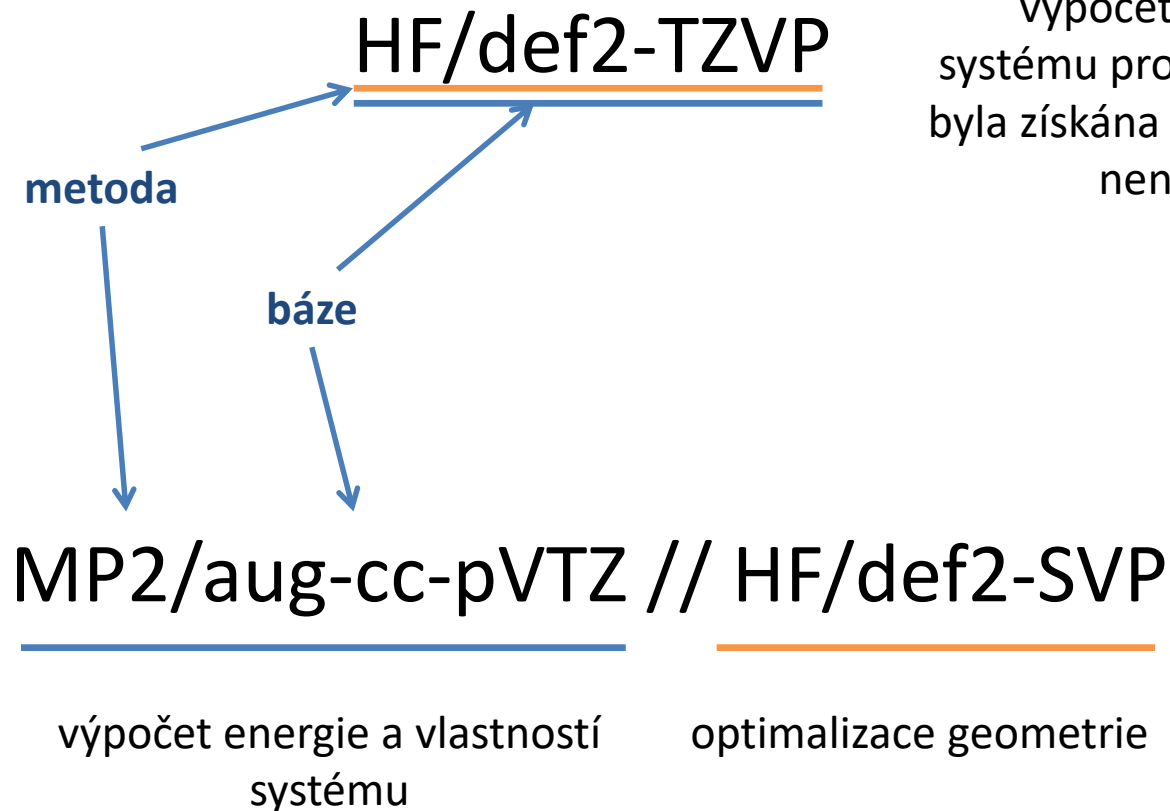 HF/def2-TZVP
výpočet
systému pro
byla získána
nen
metoda
báze
MP2/aug-cc-pVTZ // HF/def2-SVP
výpočet energie a vlastností
systému
optimalizace geometrie